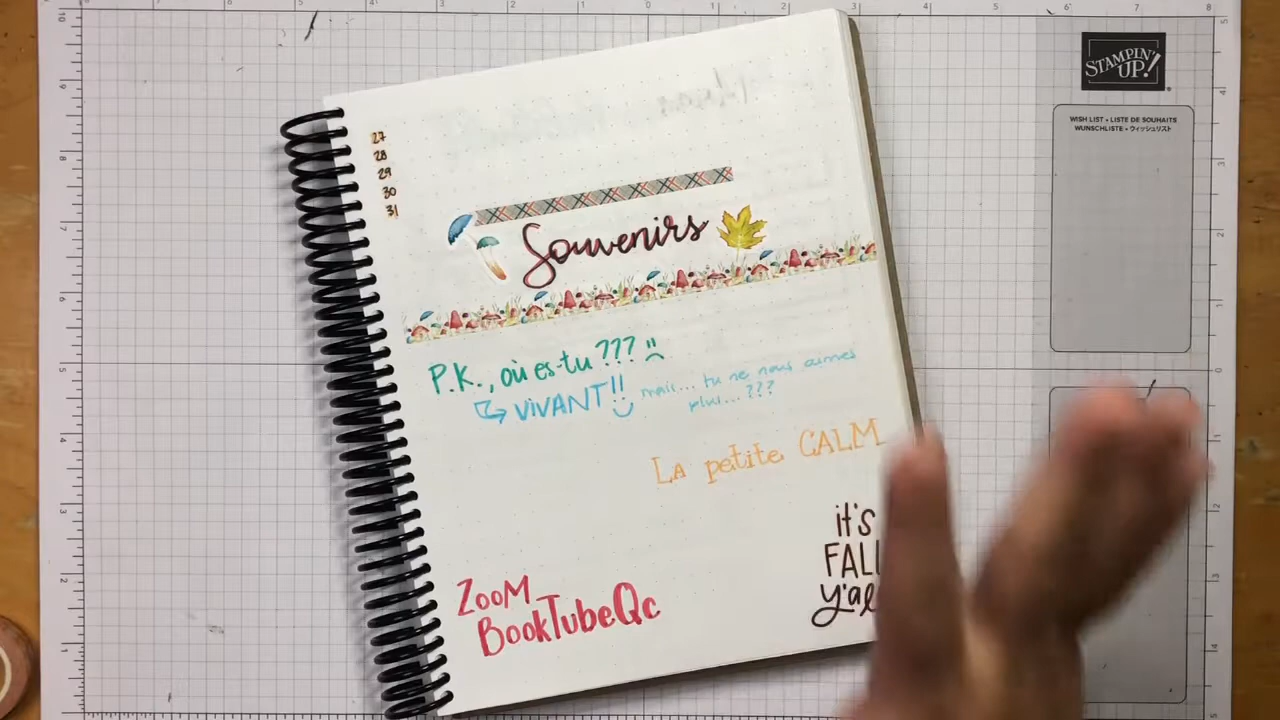 27
28
29
30
31
Souvenirs
P.K., où es-tu ??? :(
VIVANT!! mais... tu ne nous aimes
plus...???
La petite CALM
it's
FALL
y'all
ZooM
BookTubeQc
STAMPIN'
UP!
WISH LIST • LISTE DE SOUHAITS
WUNSCHLISTE • ウィッシュリスト